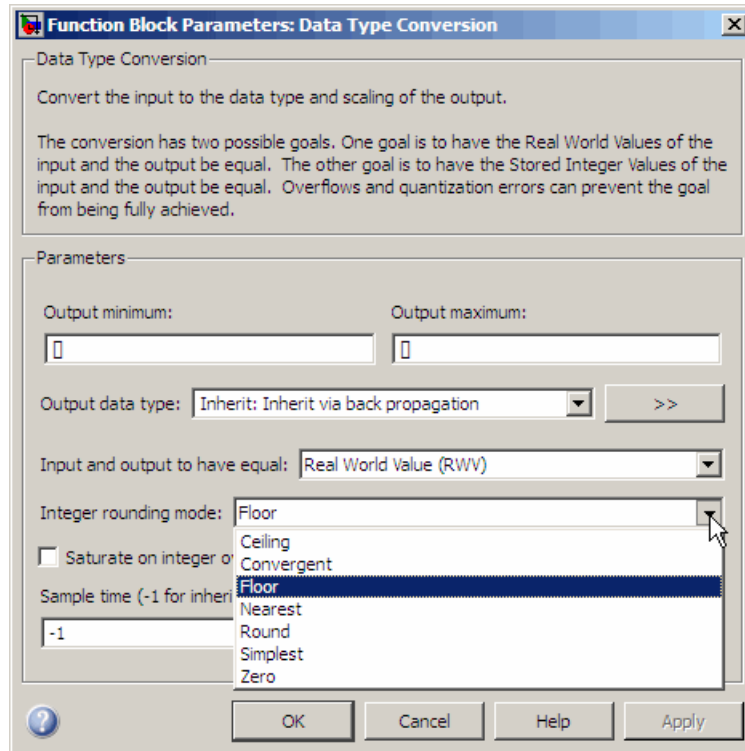 Function Block Parameters: Data Type Conversion
Data Type Conversion
Convert the input to the data type and scaling of the output.
The conversion has two possible goals. One goal is to have the Real World Values of the
input and the output be equal.  The other goal is to have the Stored Integer Values of the
input and the output be equal.  Overflows and quantization errors can prevent the goal
from being fully achieved.
Parameters
Output minimum:
Output maximum:
[]
[]
Output data type: Inherit: Inherit via back propagation
>>
Input and output to have equal: Real World Value (RWV)
Integer rounding mode: Floor
Ceiling
Convergent
Floor
Nearest
Round
Simplest
Zero
Saturate on integer
Sample time (-1 for
-1
OK
Cancel
Help
Apply